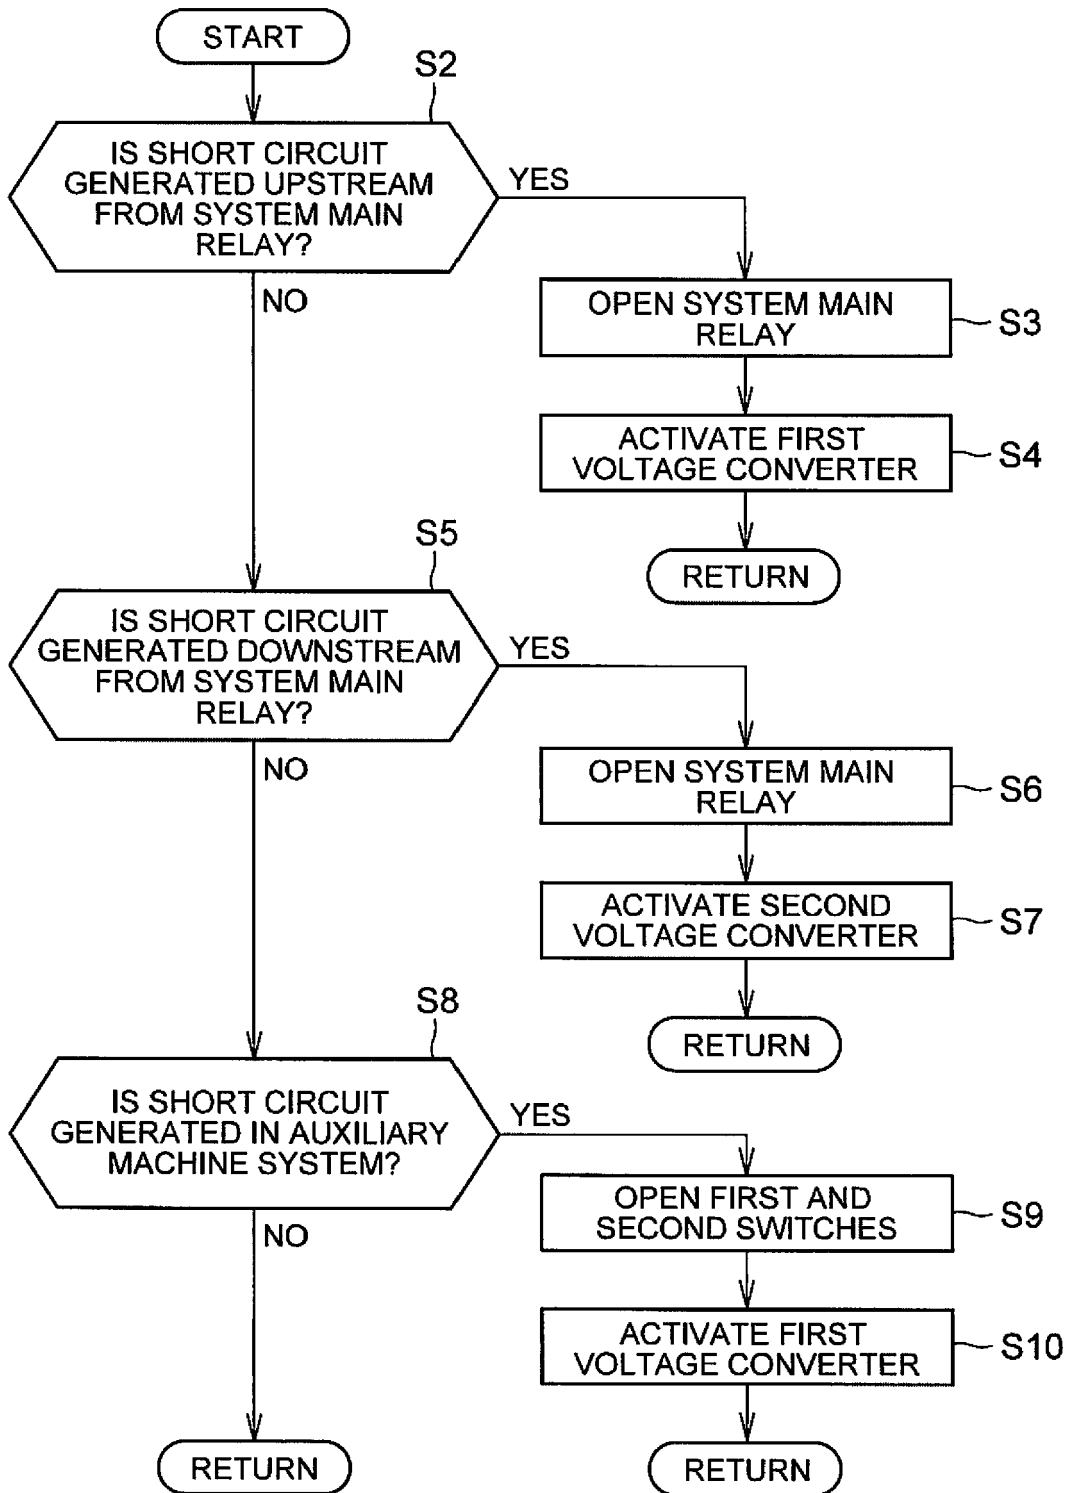 START
S2
IS SHORT CIRCUIT
GENERATED UPSTREAM
FROM SYSTEM MAIN
RELAY?
YES
NO
OPEN SYSTEM MAIN
RELAY
S3
ACTIVATE FIRST
VOLTAGE CONVERTER
S4
RETURN
S5
IS SHORT CIRCUIT
GENERATED DOWNSTREAM
FROM SYSTEM MAIN
RELAY?
YES
NO
OPEN SYSTEM MAIN
RELAY
S6
ACTIVATE SECOND
VOLTAGE CONVERTER
S7
RETURN
S8
IS SHORT CIRCUIT
GENERATED IN AUXILIARY
MACHINE SYSTEM?
YES
NO
OPEN FIRST AND
SECOND SWITCHES
S9
ACTIVATE FIRST
VOLTAGE CONVERTER
S10
RETURN
RETURN